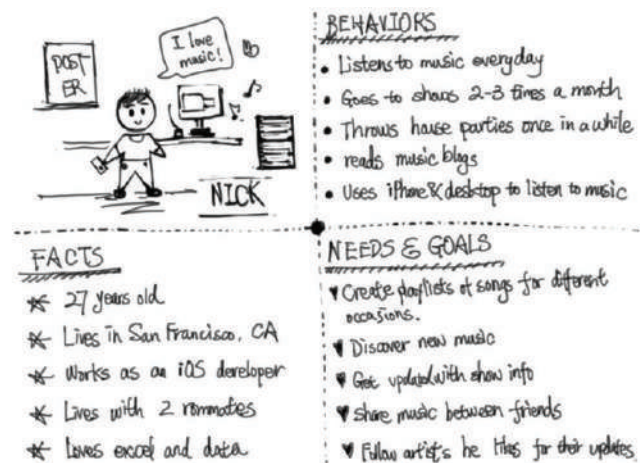 POST
ER
I love
music!
NICK
BEHAVIORS
• Listens to music everyday
• Goes to shows 2-3 times a month
• Throws house parties once in a while
• reads music blogs
• Uses iPhone & desktop to listen to music
FACTS
27 years old
Lives in San Francisco, CA
Works as an iOS developer
Lives with 2 rommates
Loves excel and data
NEEDS & GOALS
Create playlists of songs for different
occasions.
Discover new music
Get updated with show info
Share music between friends
Follow artist's he likes for their updates